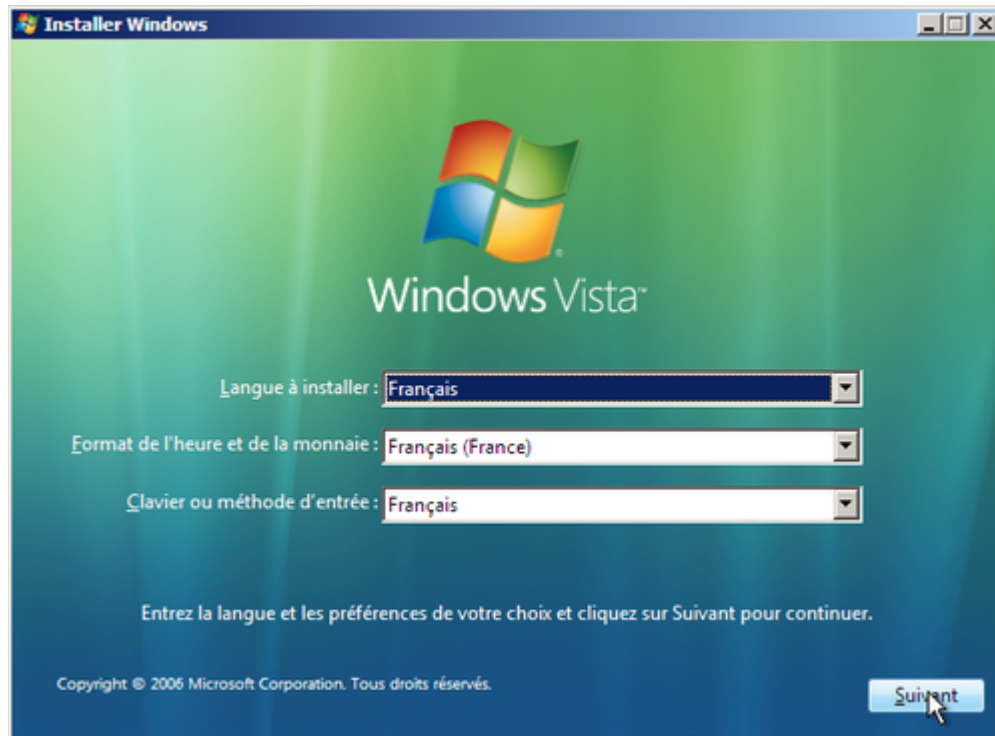 Installer Windows
Windows Vista™
Langue à installer : Français
Format de l'heure et de la monnaie : Français (France)
Clavier ou méthode d'entrée : Français
Entrez la langue et les préférences de votre choix et cliquez sur Suivant pour continuer.
Copyright © 2006 Microsoft Corporation. Tous droits réservés.
Suivant